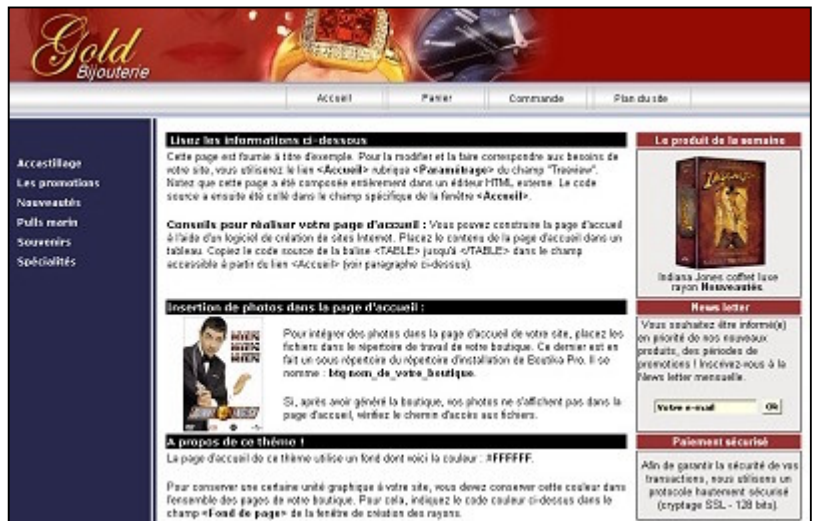 Gold
Bijouterie
Accueil Panier Commande Plan du site
Accastillage
Les promotions
Nouveautés
Pulls marin
Souvenirs
Spécialités
Lisez les informations ci-dessous
Cette page est fournie à titre d'exemple. Pour la modifier et la faire correspondre aux besoins de
votre site, vous utiliserez le lien <Accueil> rubrique <Paramétrage> du champ "Treeview".
Notez que cette page a été composée entièrement dans un éditeur HTML externe. Le code
source a ensuite été collé dans le champ spécifique de la fenêtre <Accueil>.
Conseils pour réaliser votre page d'accueil : Vous pouvez construire la page d'accueil
à l'aide d'un logiciel de création de sites Internet. Placez le contenu de la page d'accueil dans un
tableau. Copiez le code source de la balise <TABLE> jusqu'à </TABLE> dans le champ
accessible à partir du lien <Accueil> (voir paragraphe ci-dessus).
Insertion de photos dans la page d'accueil :
Pour intégrer des photos dans la page d'accueil de votre site, placez les
fichiers dans le répertoire de travail de votre boutique. Ce dernier est en
fait un sous répertoire du répertoire d'installation de Boutika Pro. Il se
nomme : btq nom_de_votre_boutique.
Si, après avoir généré la boutique, vos photos ne s'affichent pas dans la
page d'accueil, vérifiez le chemin d'accès aux fichiers.
A propos de ce thème !
La page d'accueil de ce thème utilise un fond dont voici la couleur : #FFFFFF.
Pour conserver une certaine unité graphique à votre site, vous devez conserver cette couleur dans
l'ensemble des pages de votre boutique. Pour cela, indiquez le code couleur ci-dessus dans le
champ <Fond de page> de la fenêtre de création des rayons.
Le produit de la semaine
Indiana Jones coffret luxe
rayon Nouveautés.
News letter
Vous souhaitez être informé(e)
en priorité de nos nouveaux
produits, des périodes de
promotions ! Inscrivez-vous à la
News letter mensuelle.
Votre e-mail Ok
Paiement sécurisé
Afin de garantir la sécurité de vos
transactions, nous utilisons un
protocole hautement sécurisé
(cryptage SSL - 128 bits).